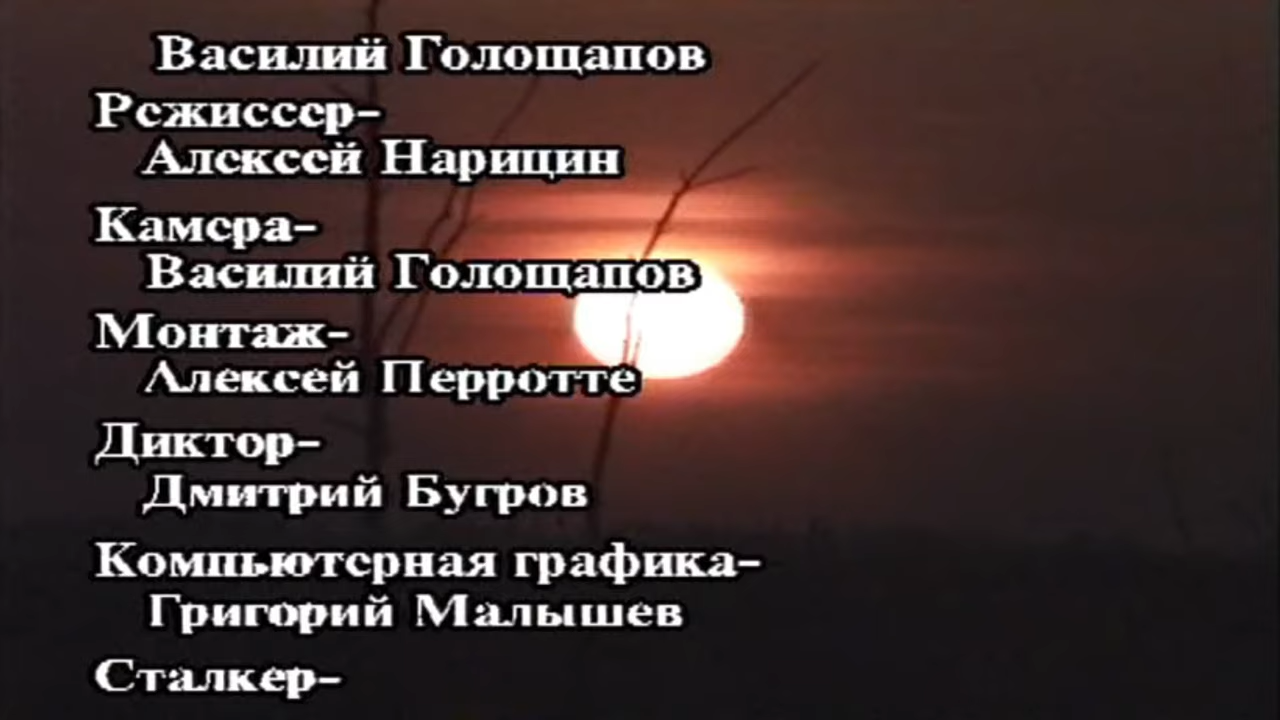 Василий Голощапов
Режиссер-
Алексей Нарицин
Камера-
Василий Голощапов
Монтаж-
Алексей Перротте
Диктор-
Дмитрий Бугров
Компьютерная графика-
Григорий Малышев
Сталкер-